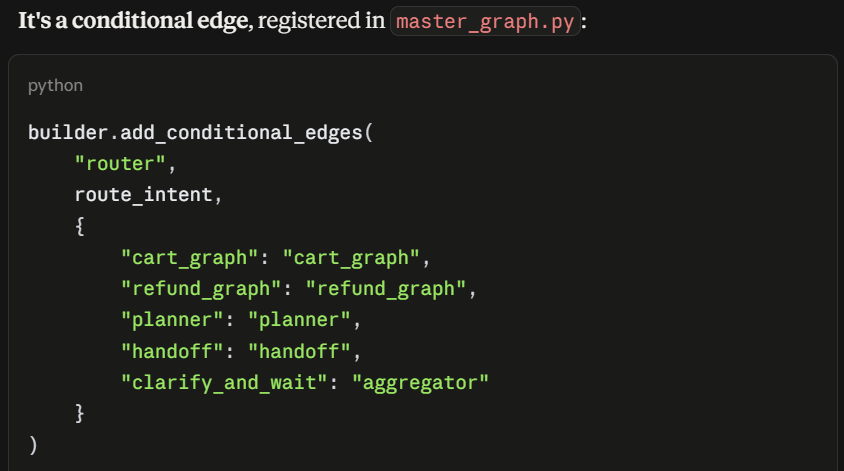 It's a conditional edge, registered in master_graph.py:
python
builder.add_conditional_edges(
    "router",
    route_intent,
    {
        "cart_graph": "cart_graph",
        "refund_graph": "refund_graph",
        "planner": "planner",
        "handoff": "handoff",
        "clarify_and_wait": "aggregator"
    }
)